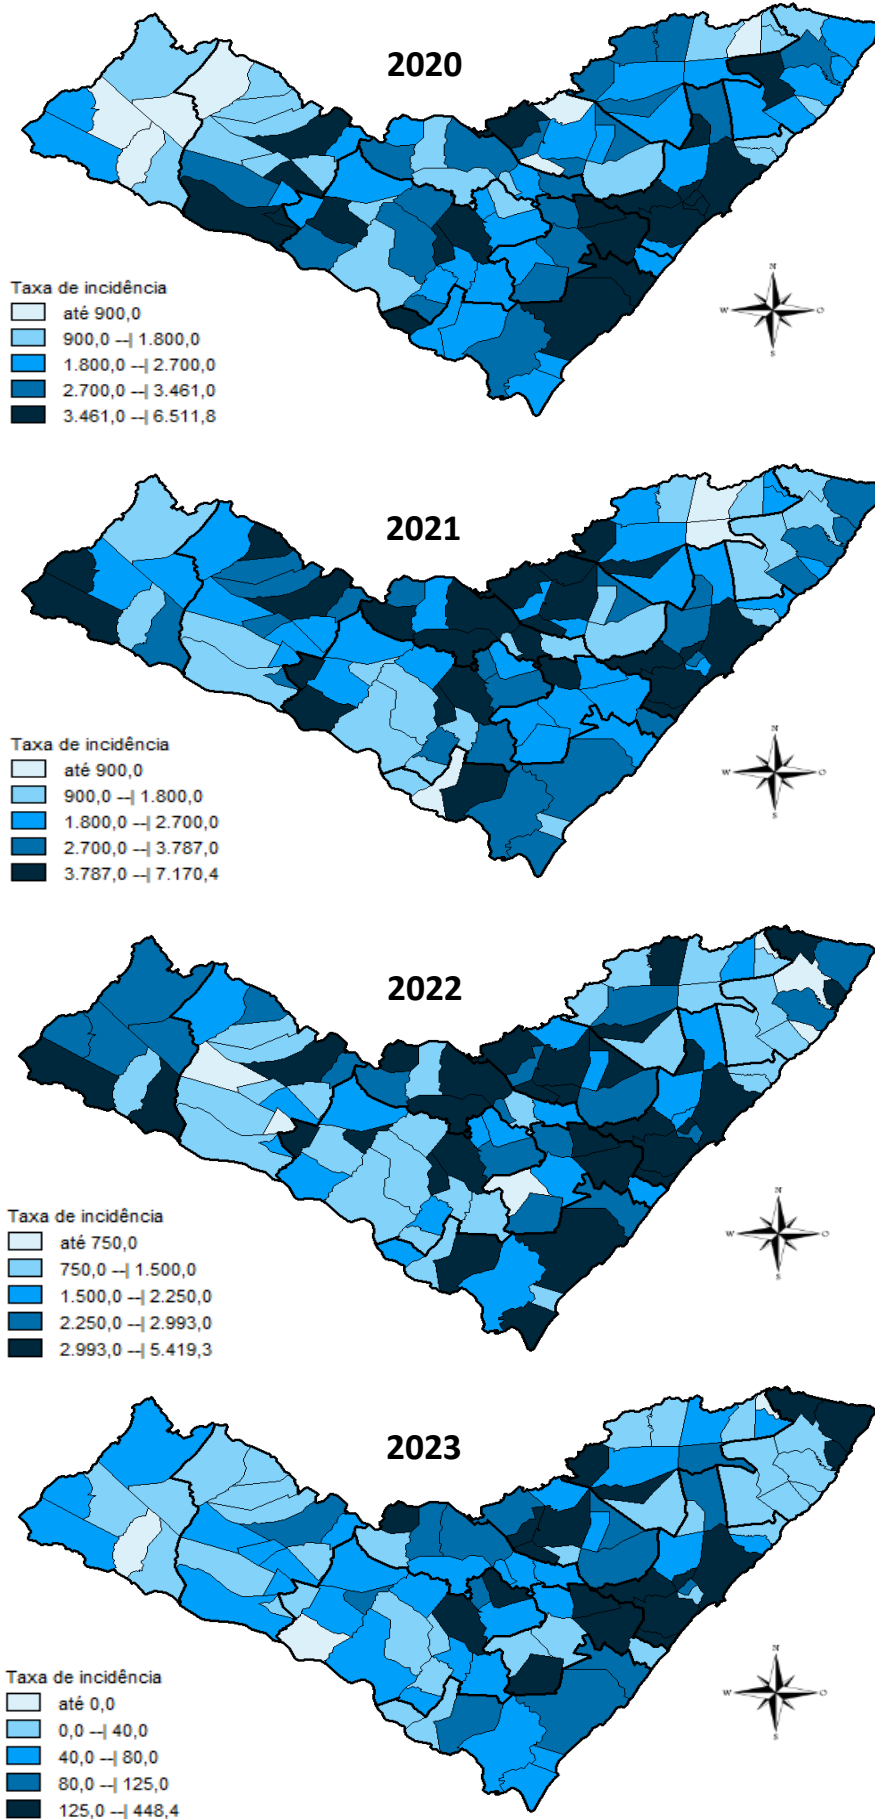 2020
N
W
O
S
Taxa de incidência
até 900,0
900,0 --| 1.800,0
1.800,0 --| 2.700,0
2.700,0 --| 3.461,0
3.461,0 --| 6.511,8
2021
N
W
O
S
Taxa de incidência
até 900,0
900,0 --| 1.800,0
1.800,0 --| 2.700,0
2.700,0 --| 3.787,0
3.787,0 --| 7.170,4
2022
N
W
O
S
Taxa de incidência
até 750,0
750,0 --| 1.500,0
1.500,0 --| 2.250,0
2.250,0 --| 2.993,0
2.993,0 --| 5.419,3
2023
N
W
O
S
Taxa de incidência
até 0,0
0,0 --| 40,0
40,0 --| 80,0
80,0 --| 125,0
125,0 --| 448,4